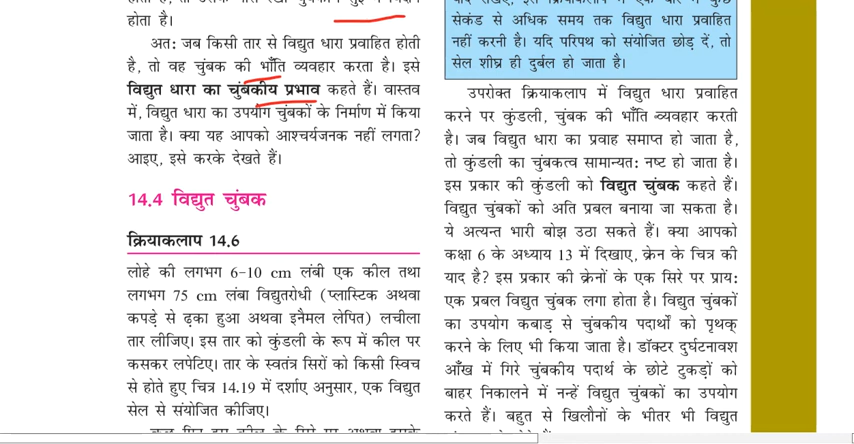 होता है।
अतः जब किसी तार से विद्युत धारा प्रवाहित होती
है, तो वह चुंबक की भाँति व्यवहार करता है। इसे
विद्युत धारा का चुंबकीय प्रभाव कहते हैं। वास्तव
में, विद्युत धारा का उपयोग चुंबकों के निर्माण में किया
जाता है। क्या यह आपको आश्चर्यजनक नहीं लगता?
आइए, इसे करके देखते हैं।
14.4 विद्युत चुंबक
क्रियाकलाप 14.6
लोहे की लगभग 6–10 cm लंबी एक कील तथा
लगभग 75 cm लंबा विद्युतरोधी (प्लास्टिक अथवा
कपड़े से ढ़का हुआ अथवा इनैमल लेपित) लचीला
तार लीजिए। इस तार को कुंडली के रूप में कील पर
कसकर लपेटिए। तार के स्वतंत्र सिरों को किसी स्विच
से होते हुए चित्र 14.19 में दर्शाए अनुसार, एक विद्युत
सेल से संयोजित कीजिए।
सेकंड से अधिक समय तक विद्युत धारा प्रवाहित
नहीं करनी है। यदि परिपथ को संयोजित छोड़ दें, तो
सेल शीघ्र ही दुर्बल हो जाता है।
उपरोक्त क्रियाकलाप में विद्युत धारा प्रवाहित
करने पर कुंडली, चुंबक की भाँति व्यवहार करती
है। जब विद्युत धारा का प्रवाह समाप्त हो जाता है,
तो कुंडली का चुंबकत्व सामान्यतः नष्ट हो जाता है।
इस प्रकार की कुंडली को विद्युत चुंबक कहते हैं।
विद्युत चुंबकों को अति प्रबल बनाया जा सकता है।
ये अत्यन्त भारी बोझ उठा सकते हैं। क्या आपको
कक्षा 6 के अध्याय 13 में दिखाए, क्रेन के चित्र की
याद है? इस प्रकार की क्रेनों के एक सिरे पर प्रायः
एक प्रबल विद्युत चुंबक लगा होता है। विद्युत चुंबकों
का उपयोग कबाड़ से चुंबकीय पदार्थों को पृथक्
करने के लिए भी किया जाता है। डॉक्टर दुर्घटनावश
आँख में गिरे चुंबकीय पदार्थ के छोटे टुकड़ों को
बाहर निकालने में नन्हें विद्युत चुंबकों का उपयोग
करते हैं। बहुत से खिलौनों के भीतर भी विद्युत